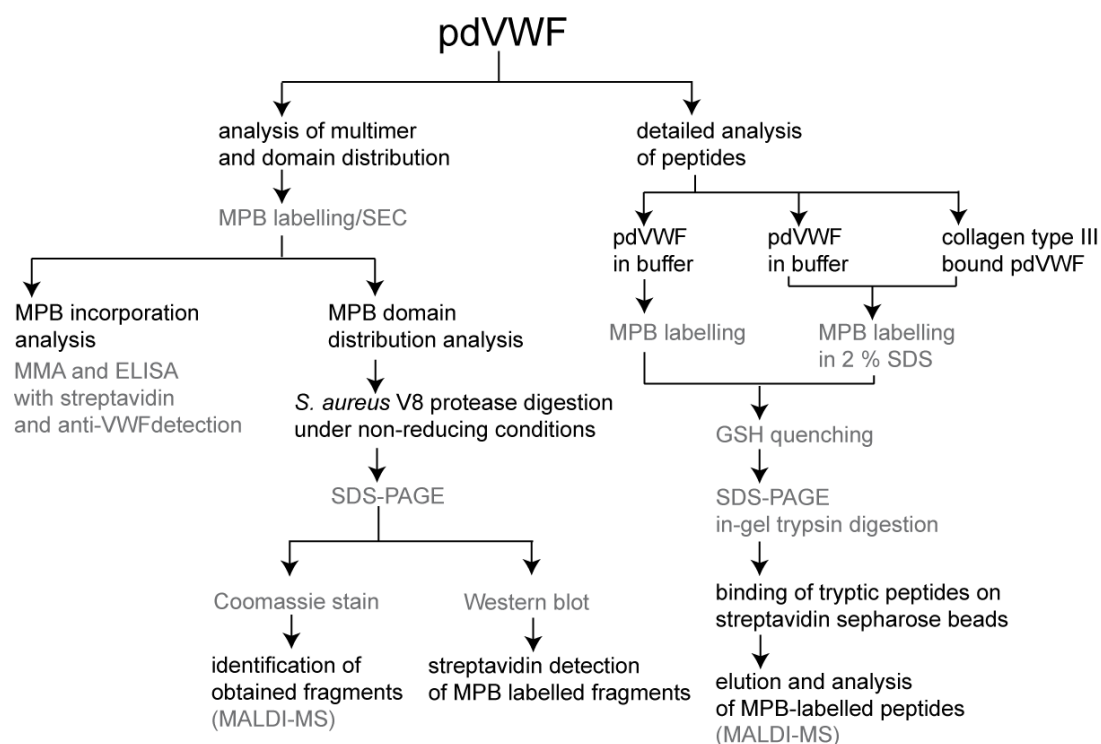 pdVWF
analysis of multimer
and domain distribution
MPB labelling/SEC
MPB incorporation
analysis
MMA and ELISA
with streptavidin
and anti-VWFdetection
MPB domain
distribution analysis
S. aureus V8 protease digestion
under non-reducing conditions
SDS-PAGE
Coomassie stain
identification of
obtained fragments
(MALDI-MS)
Western blot
streptavidin detection
of MPB labelled fragments
detailed analysis
of peptides
pdVWF
in buffer
pdVWF
in buffer
collagen type III
bound pdVWF
MPB labelling
MPB labelling
in 2 % SDS
GSH quenching
SDS-PAGE
in-gel trypsin digestion
binding of tryptic peptides on
streptavidin sepharose beads
elution and analysis
of MPB-labelled peptides
(MALDI-MS)